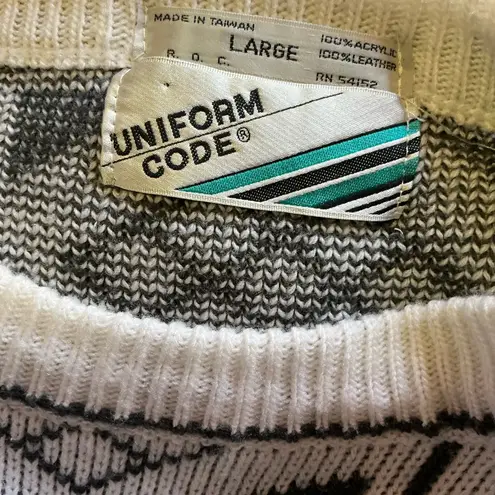 MADE IN TAIWAN
R. O. C.
LARGE
100% ACRYLIC
100% LEATHER
RN 54152
UNIFORM
CODE®